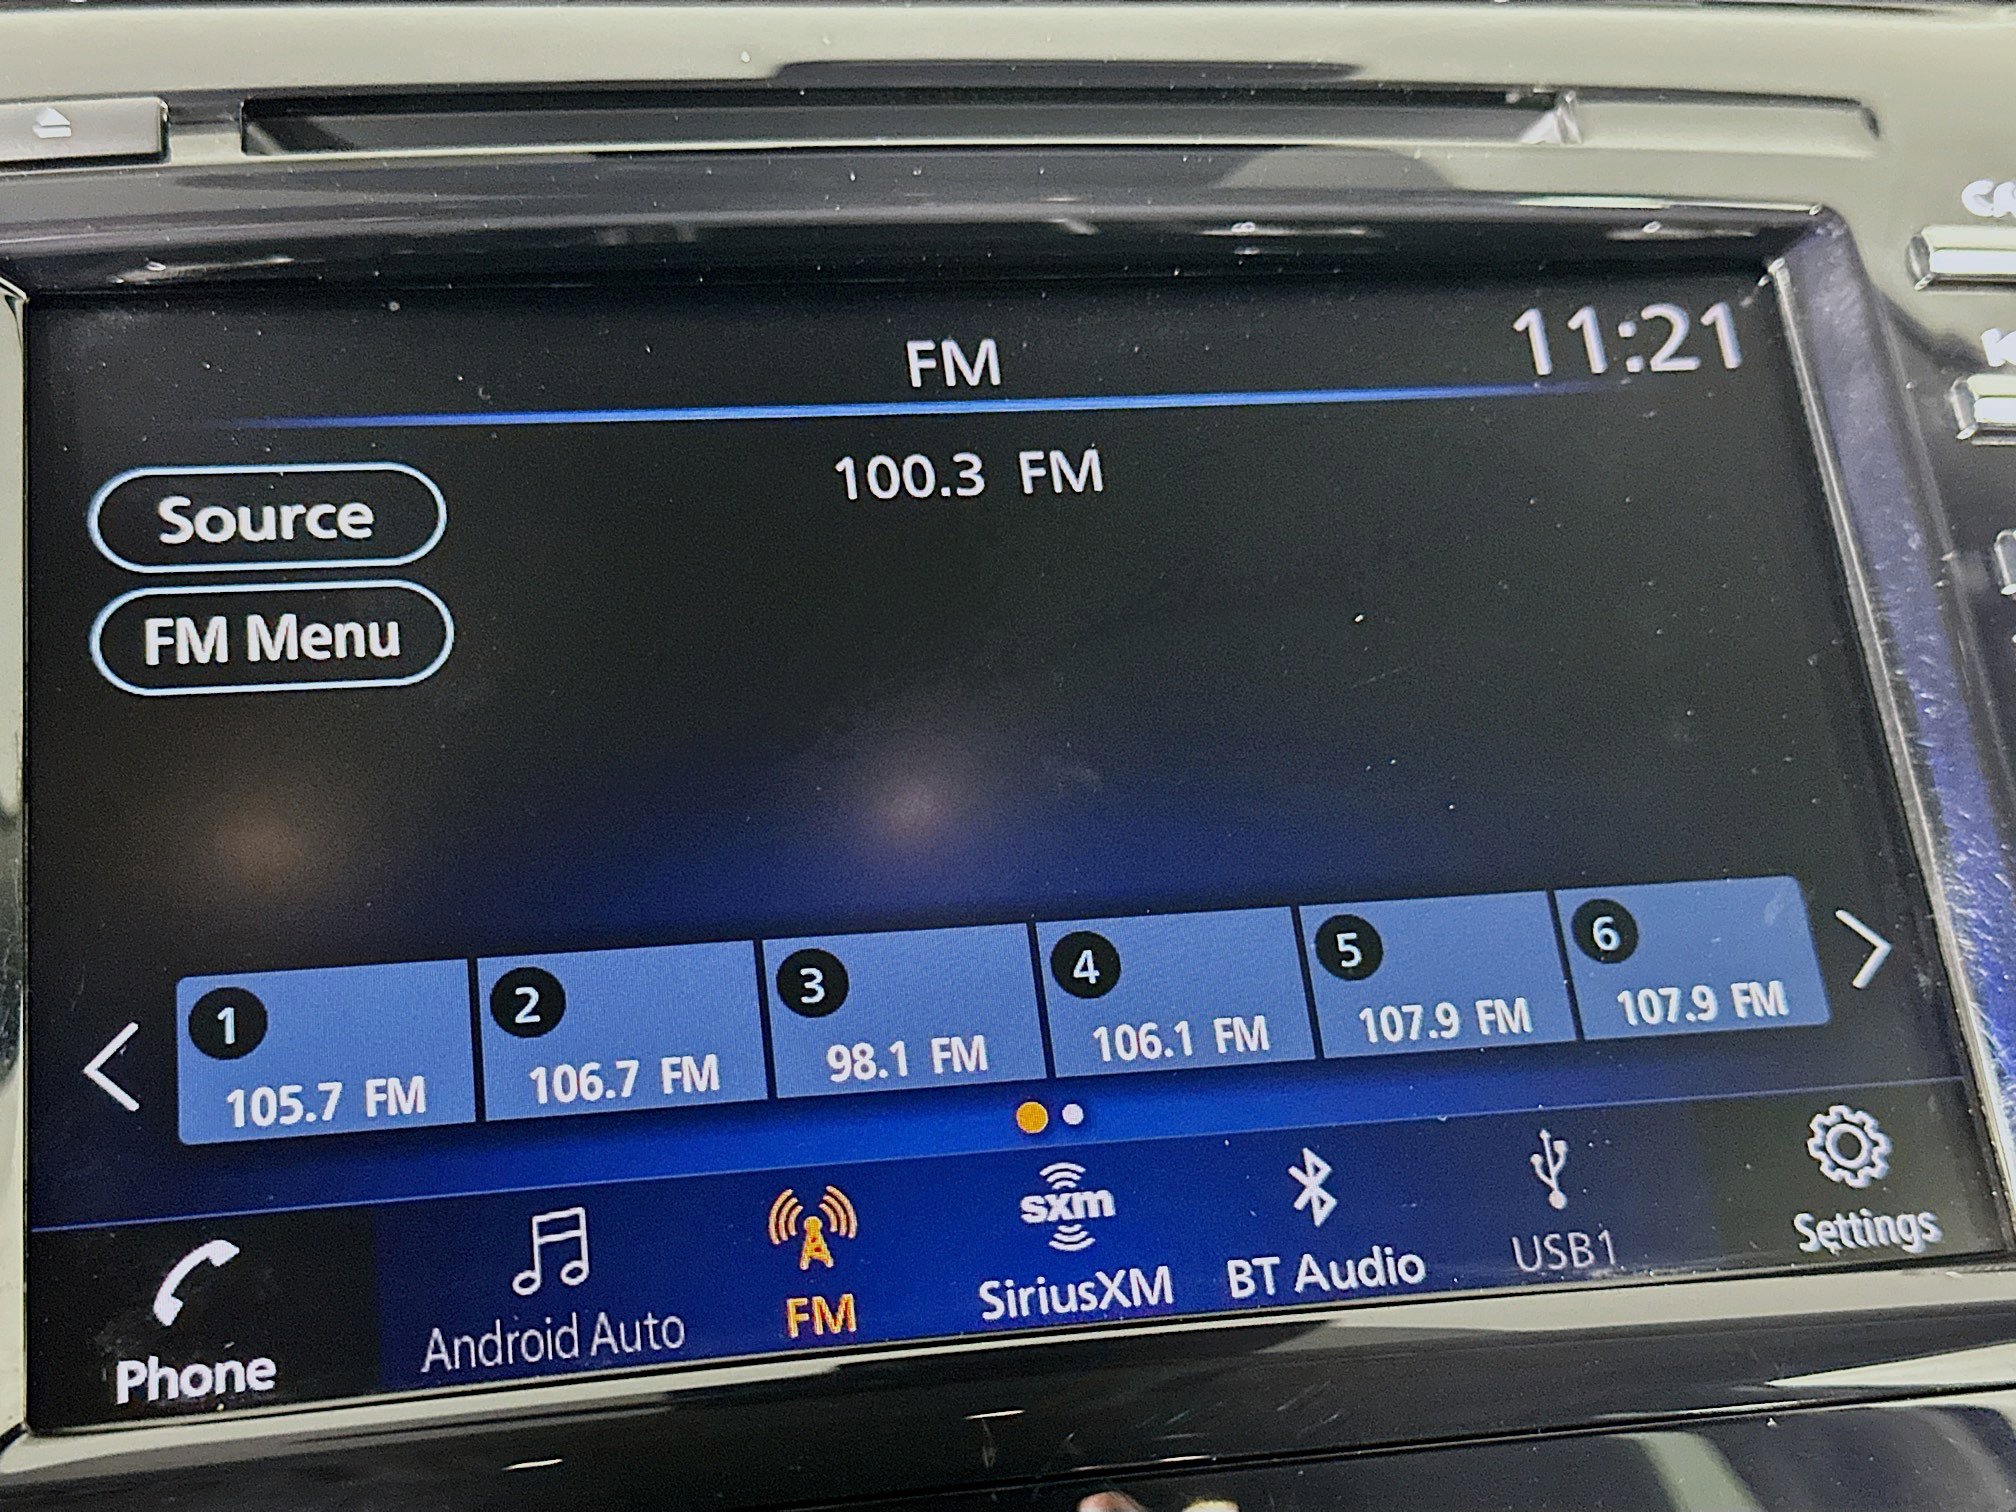 FM
11:21
100.3 FM
Source
FM Menu
1
105.7 FM
2
106.7 FM
3
98.1 FM
4
106.1 FM
5
107.9 FM
6
107.9 FM
Phone
Android Auto
FM
sxm
SiriusXM
BT Audio
USB1
Settings